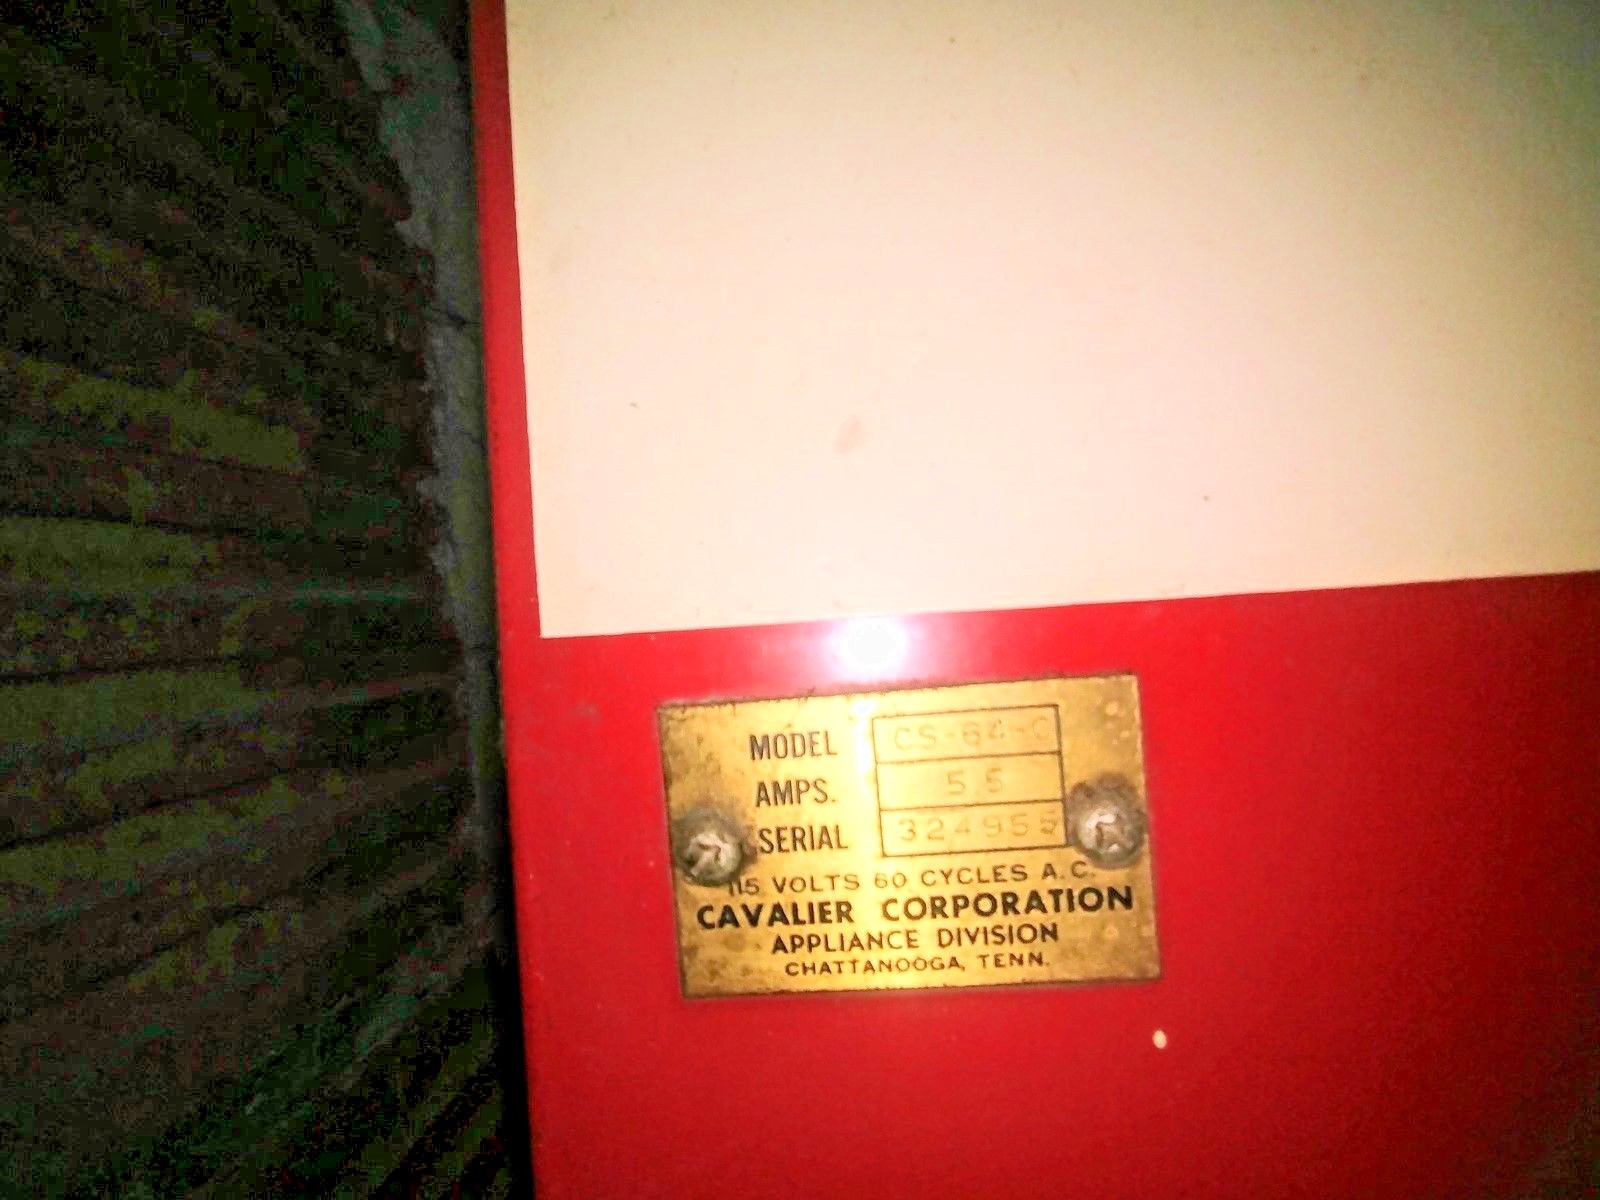 MODEL CS-64-C
AMPS. 5.5
SERIAL 324955
115 VOLTS 60 CYCLES A.C.
CAVALIER CORPORATION
APPLIANCE DIVISION
CHATTANOOGA, TENN.